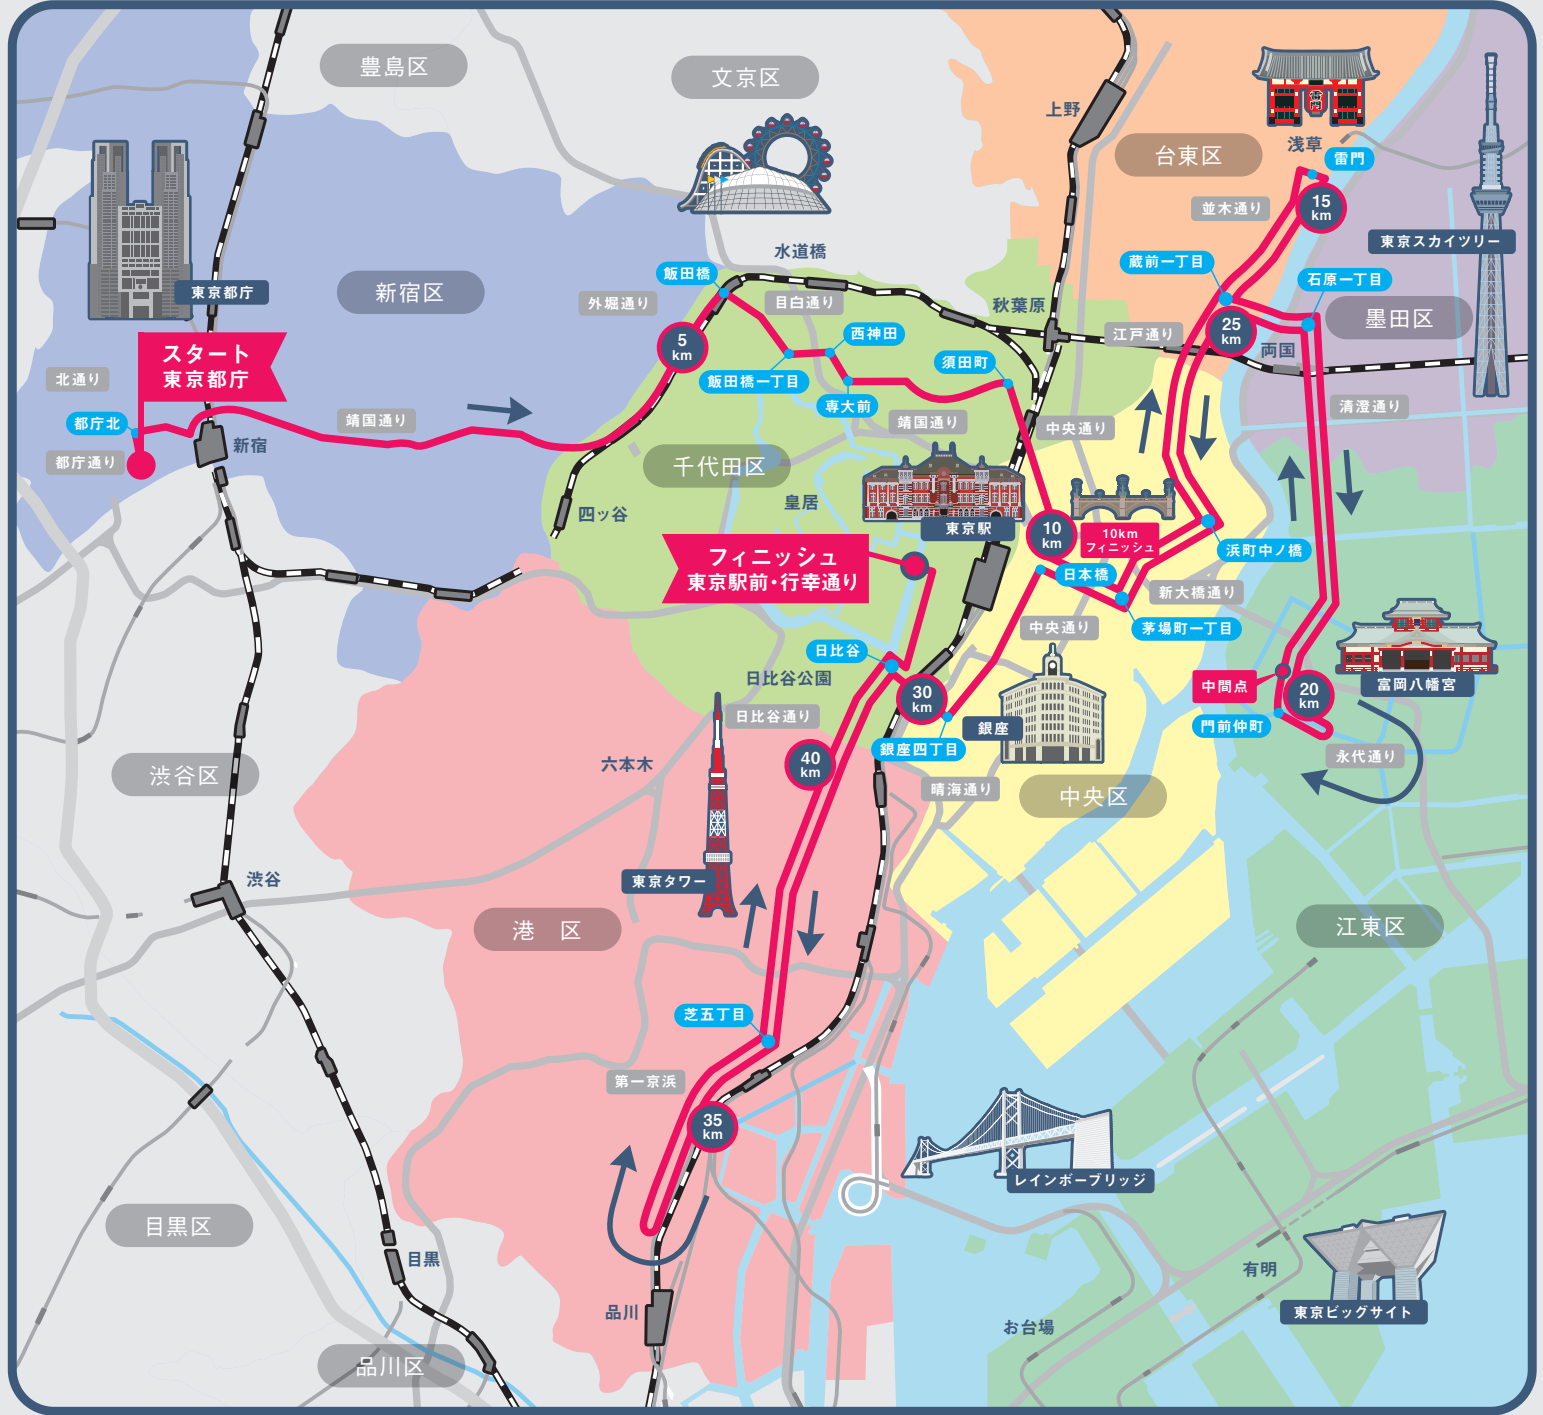 豊島区
文京区
上野
台東区
浅草
雷門
雷門
並木通り
15
km
東京スカイツリー
水道橋
蔵前一丁目
飯田橋
石原一丁目
東京都庁
新宿区
外堀通り
目白通り
秋葉原
墨田区
スタート
東京都庁
5
km
西神田
江戸通り
25
km
両国
北通り
飯田橋一丁目
須田町
専大前
清澄通り
都庁北
靖国通り
靖国通り
中央通り
新宿
都庁通り
千代田区
皇居
四ッ谷
東京駅
10
km
10km
フィニッシュ
浜町中ノ橋
フィニッシュ
東京駅前・行幸通り
日本橋
新大橋通り
中央通り
茅場町一丁目
日比谷
日比谷公園
中間点
富岡八幡宮
20
km
30
km
日比谷通り
銀座
門前仲町
銀座四丁目
永代通り
40
km
六本木
渋谷区
晴海通り
中央区
渋谷
東京タワー
港 区
江東区
芝五丁目
第一京浜
35
km
レインボーブリッジ
目黒区
目黒
有明
品川
東京ビッグサイト
お台場
品川区